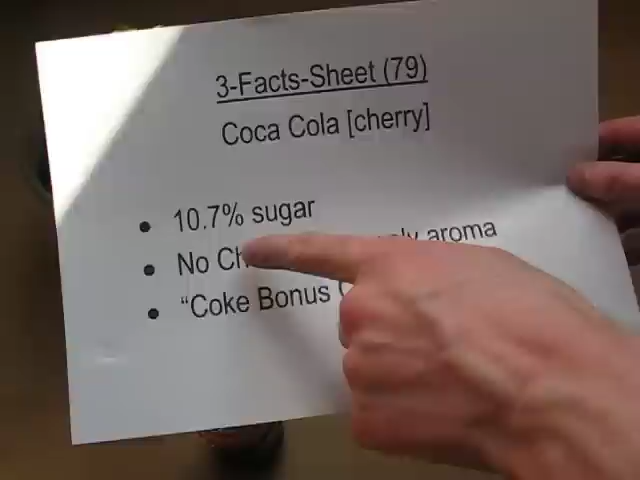 3-Facts-Sheet (79)
Coca Cola [cherry]
10.7% sugar
No aroma
“Coke Bonus